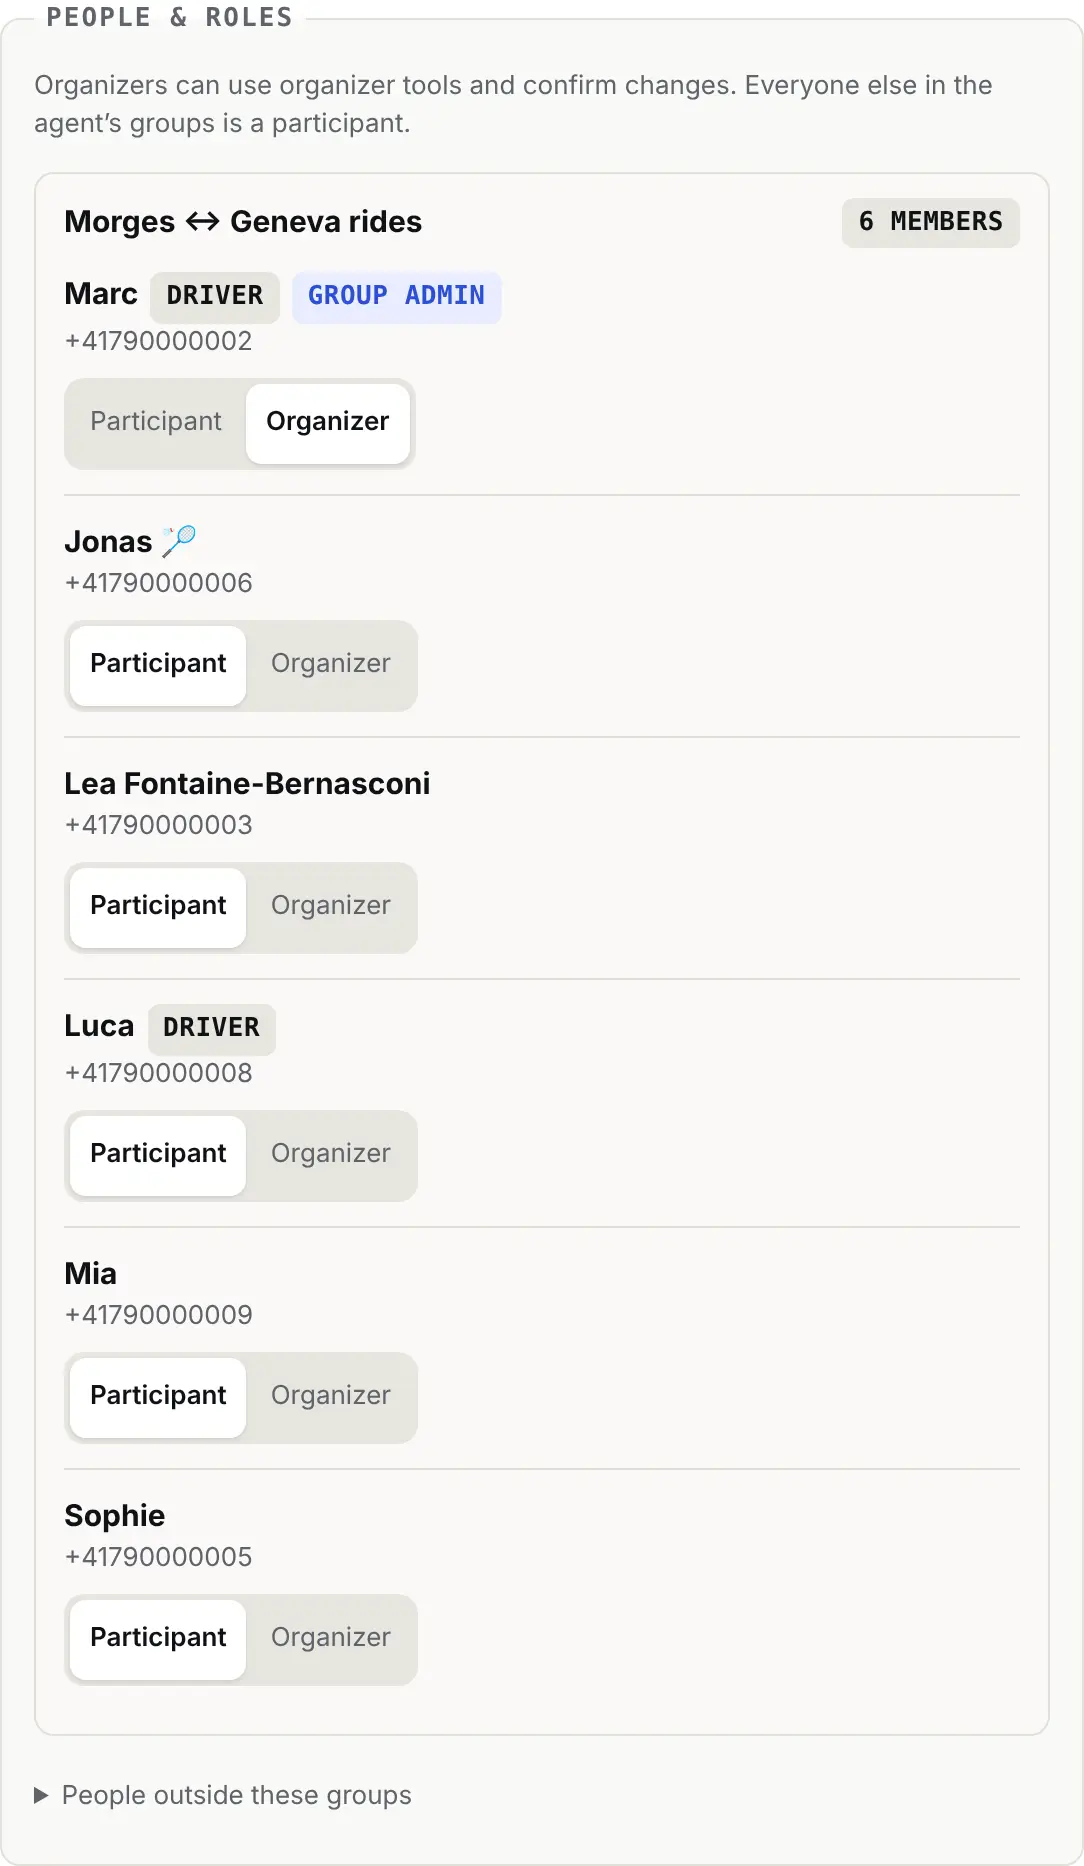 PEOPLE & ROLES
Organizers can use organizer tools and confirm changes. Everyone else in the
agent’s groups is a participant.
Morges ↔ Geneva rides 6 MEMBERS
Marc DRIVER GROUP ADMIN
+41790000002
Participant Organizer
Jonas 🏸
+41790000006
Participant Organizer
Lea Fontaine-Bernasconi
+41790000003
Participant Organizer
Luca DRIVER
+41790000008
Participant Organizer
Mia
+41790000009
Participant Organizer
Sophie
+41790000005
Participant Organizer
▶ People outside these groups